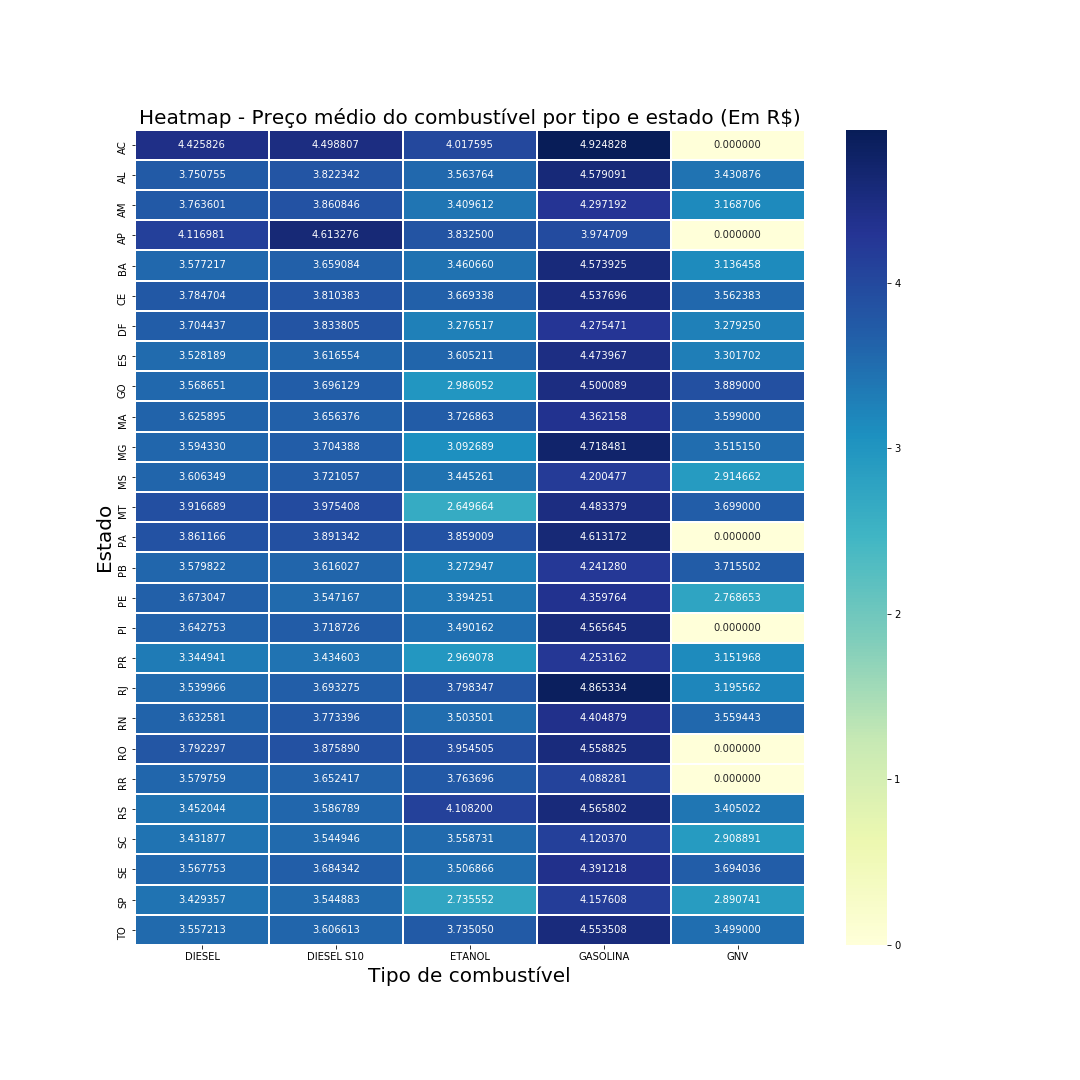 Heatmap - Preço médio do combustível por tipo e estado (Em R$)
AC 4.425826 4.498807 4.017595 4.924828 0.000000
AL 3.750755 3.822342 3.563764 4.579091 3.430876
AM 3.763601 3.860846 3.409612 4.297192 3.168706
AP 4.116981 4.613276 3.832500 3.974709 0.000000
BA 3.577217 3.659084 3.460660 4.573925 3.136458
CE 3.784704 3.810383 3.669338 4.537696 3.562383
DF 3.704437 3.833805 3.276517 4.275471 3.279250
ES 3.528189 3.616554 3.605211 4.473967 3.301702
GO 3.568651 3.696129 2.986052 4.500089 3.889000
MA 3.625895 3.656376 3.726863 4.362158 3.599000
MG 3.594330 3.704388 3.092689 4.718481 3.515150
MS 3.606349 3.721057 3.445261 4.200477 2.914662
MT 3.916689 3.975408 2.649664 4.483379 3.699000
PA 3.861166 3.891342 3.859009 4.613172 0.000000
PB 3.579822 3.616027 3.272947 4.241280 3.715502
PE 3.673047 3.547167 3.394251 4.359764 2.768653
PI 3.642753 3.718726 3.490162 4.565645 0.000000
PR 3.344941 3.434603 2.969078 4.253162 3.151968
RJ 3.539966 3.693275 3.798347 4.865334 3.195562
RN 3.632581 3.773396 3.503501 4.404879 3.559443
RO 3.792297 3.875890 3.954505 4.558825 0.000000
RR 3.579759 3.652417 3.763696 4.088281 0.000000
RS 3.452044 3.586789 4.108200 4.565802 3.405022
SC 3.431877 3.544946 3.558731 4.120370 2.908891
SE 3.567753 3.684342 3.506866 4.391218 3.694036
SP 3.429357 3.544883 2.735552 4.157608 2.890741
TO 3.557213 3.606613 3.735050 4.553508 3.499000
DIESEL DIESEL S10 ETANOL GASOLINA GNV
Tipo de combustível
Estado
4
3
2
1
0